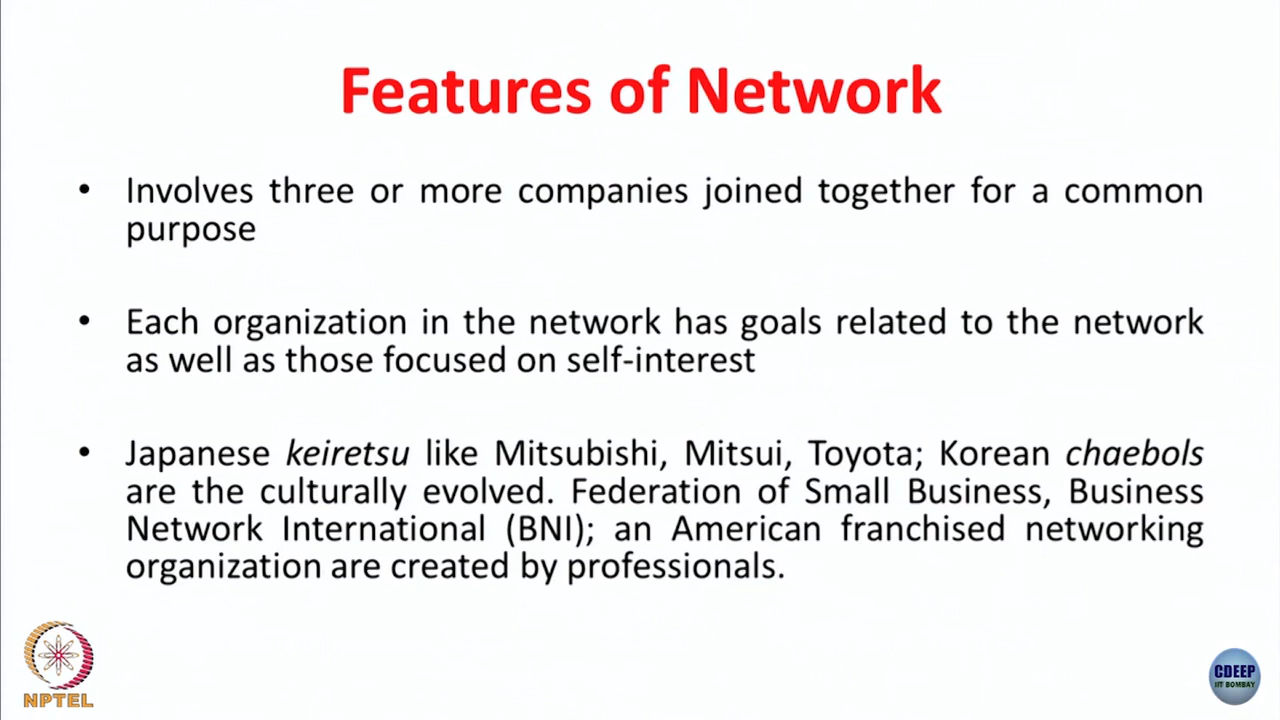 Features of Network
• Involves three or more companies joined together for a common
purpose
• Each organization in the network has goals related to the network
as well as those focused on self-interest
• Japanese keiretsu like Mitsubishi, Mitsui, Toyota; Korean chaebols
are the culturally evolved. Federation of Small Business, Business
Network International (BNI); an American franchised networking
organization are created by professionals.
NPTEL
CDEEP
IIT BOMBAY